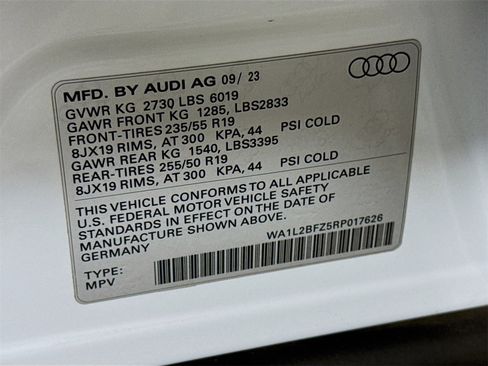 MFD. BY AUDI AG 09/ 23
GVWR KG 2730 LBS 6019
GAWR FRONT KG 1285, LBS2833
FRONT-TIRES 235/55 R19
8JX19 RIMS, AT 300 KPA, 44 PSI COLD
GAWR REAR KG 1540, LBS3395
REAR-TIRES 255/50 R19
8JX19 RIMS, AT 300 KPA, 44 PSI COLD
THIS VEHICLE CONFORMS TO ALL APPLICABLE
U.S. FEDERAL MOTOR VEHICLE SAFETY
STANDARDS IN EFFECT ON THE DATE OF
MANUFACTURE SHOWN ABOVE.
GERMANY
WA1L2BFZ5RP017626
TYPE:
MPV